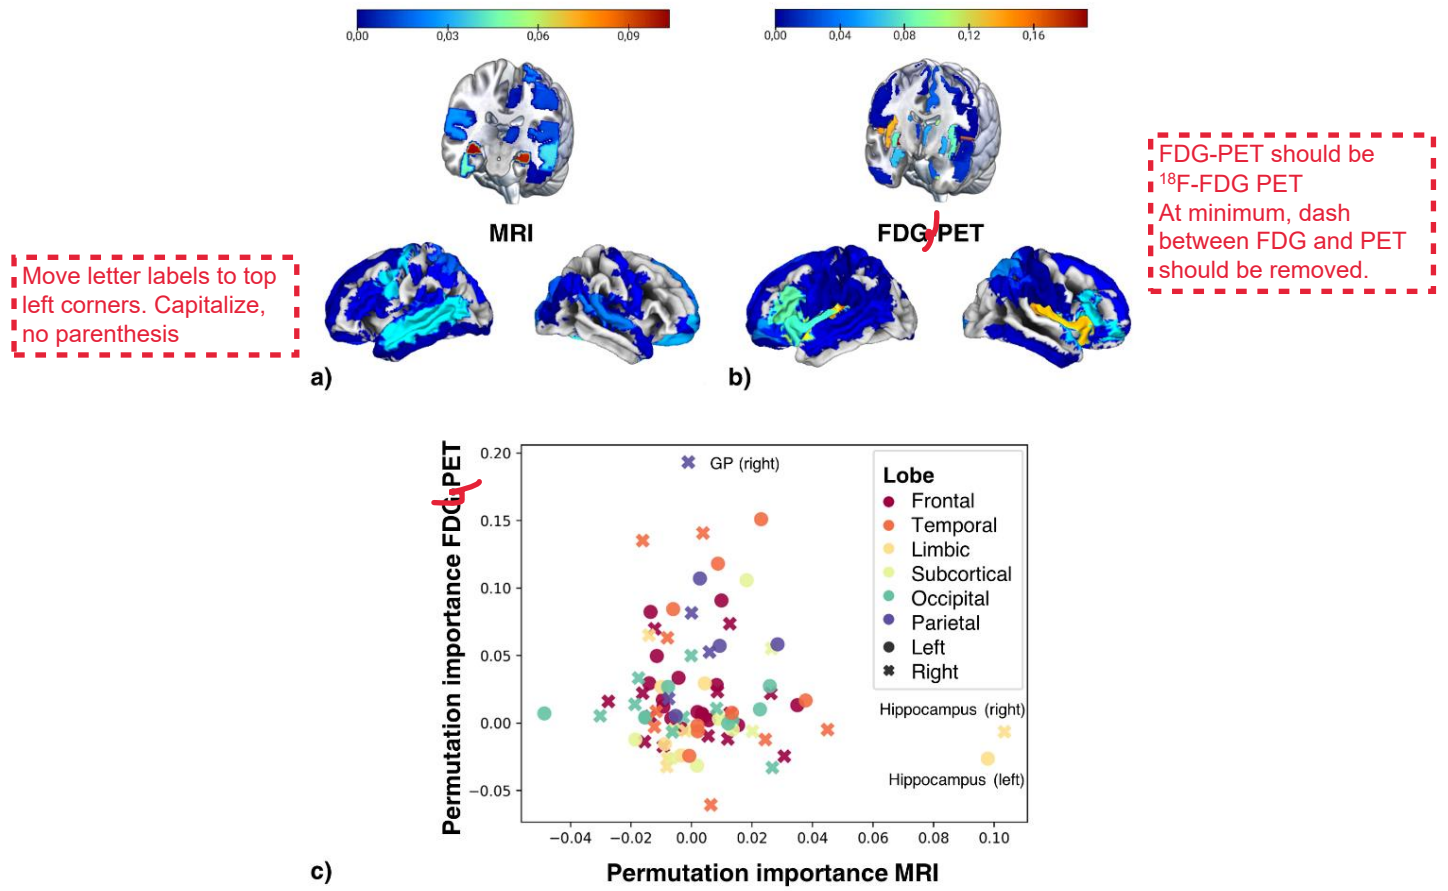 0,00 0,03 0,06 0,09
0,00 0,04 0,08 0,12 0,16
FDG-PET should be
¹⁸F-FDG PET
At minimum, dash
between FDG and PET
should be removed.
MRI
FDG-PET
Move letter labels to top
left corners. Capitalize,
no parenthesis
a)
b)
Permutation importance FDG-PET
0.20
0.15
0.10
0.05
0.00
−0.05
GP (right)
Lobe
Frontal
Temporal
Limbic
Subcortical
Occipital
Parietal
Left
Right
Hippocampus (right)
Hippocampus (left)
−0.04 −0.02 0.00 0.02 0.04 0.06 0.08 0.10
c)
Permutation importance MRI